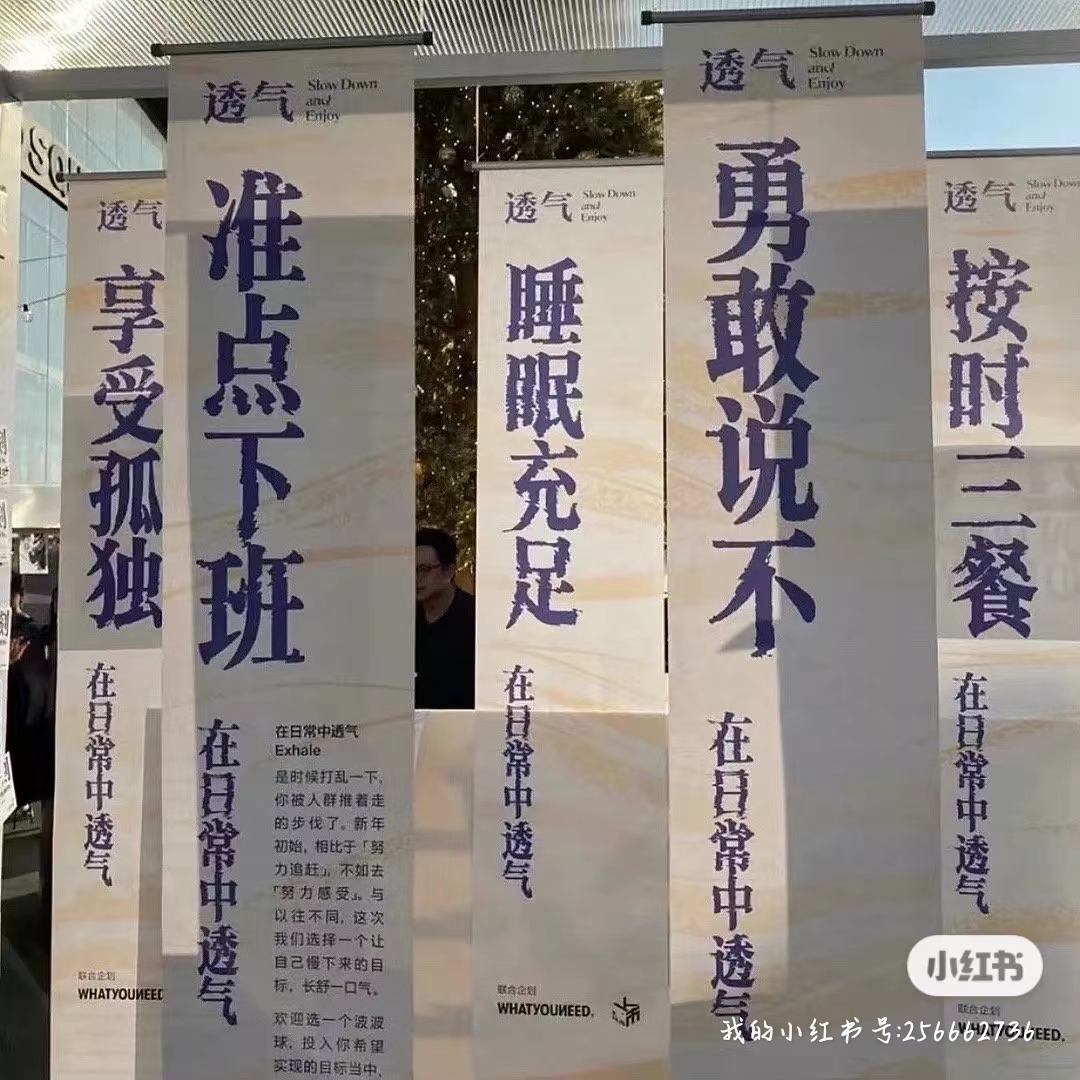 透气
Slow Down
and
Enjoy
享受孤独
在日常中透气
联合企划
WHATYOUNEED
透气
Slow Down
and
Enjoy
准点下班
在日常中透气
在日常中透气
Exhale
是时候打乱一下,
你被人群推着走
的步伐了。新年
初始, 相比于「努
力追赶」, 不如去
「努力感受」。与
以往不同, 这次
我们选择一个让
自己慢下来的目
标, 长舒一口气。
欢迎选一个波波
球, 投入你希望
实现的目标当中,
透气
Slow Down
and
Enjoy
睡眠充足
在日常中透气
联合企划
WHATYOUNEED.
透气
Slow Down
and
Enjoy
勇敢说不
在日常中透气
透气
Slow Down
and
Enjoy
按时三餐
在日常中透气
联合企划
WHATYOUNEED.
小红书
我的小红书号:256662736